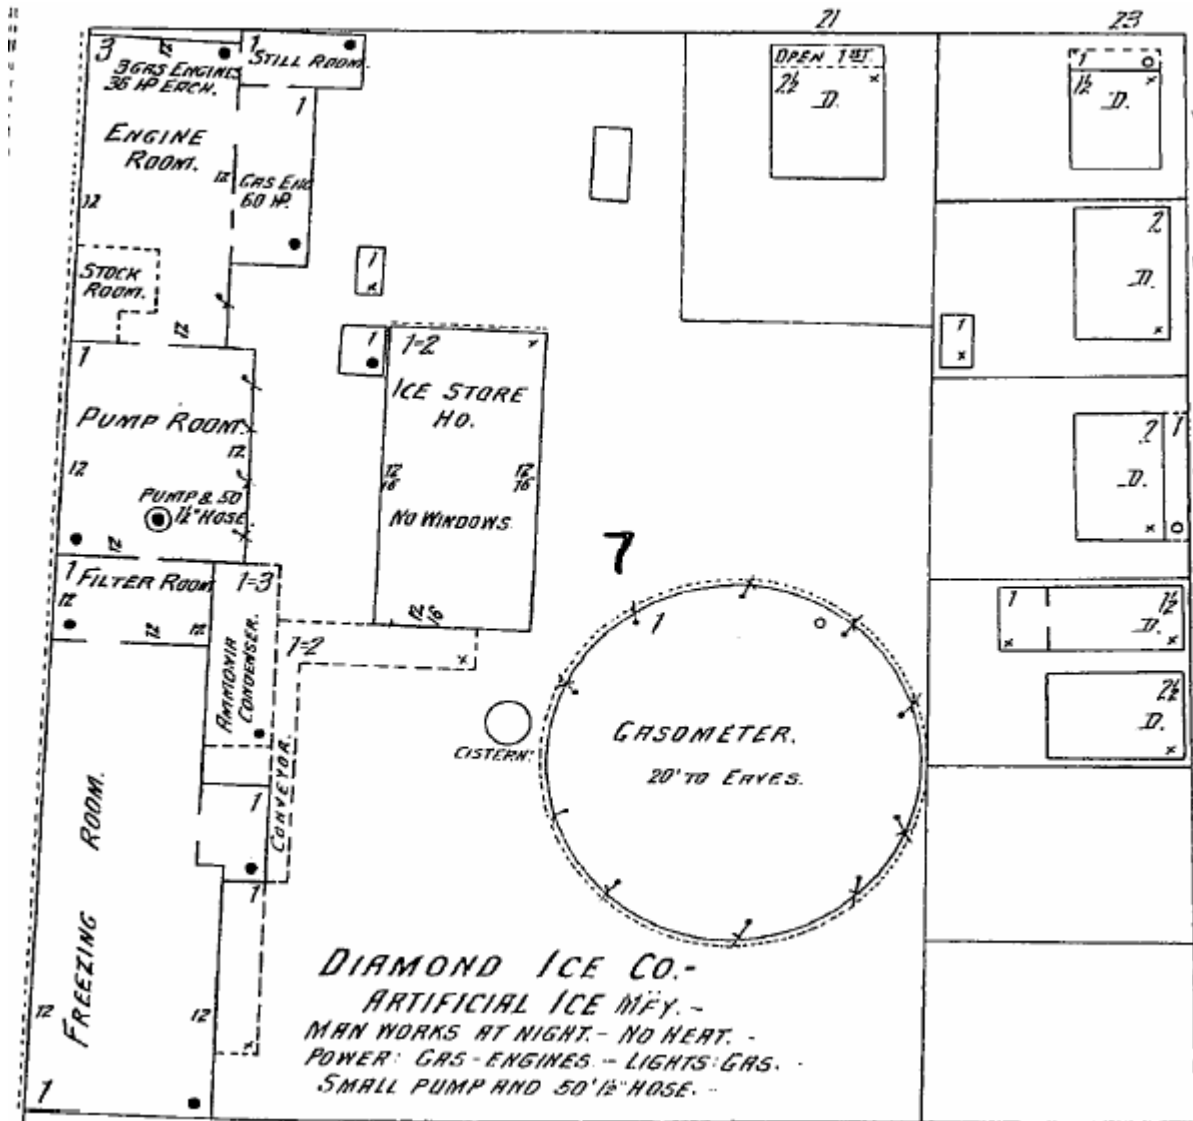 21
23
3
12
3 GAS ENGINES
36 HP EACH.
1
STILL ROOM.
ENGINE
ROOM.
12
12
1
GAS ENG
60 HP.
STOCK
ROOM.
12
OPEN 1ST.
2½
D.
x
1
1½
D.
x
2
D.
x
1
x
2
D.
x
1
1
1½
D.
x
x
2½
D.
x
1
x
1
1=2
x
ICE STORE
HO.
12
16
12
16
NO WINDOWS
12
16
1
PUMP ROOM.
12
12
PUMP & 50
1½" HOSE.
12
1
FILTER ROOM
12
12
12
1=3
AMMONIA
CONDENSER.
1=2
x
CONVEYOR.
1
1
x
7
1
GASOMETER.
20' TO EAVES.
CISTERN.
FREEZING ROOM.
12
12
1
DIAMOND ICE CO.-
ARTIFICIAL ICE MFY.-
MAN WORKS AT NIGHT.- NO HEAT.-
POWER: GAS-ENGINES.- LIGHTS: GAS.-
SMALL PUMP AND 50' 1½" HOSE.-